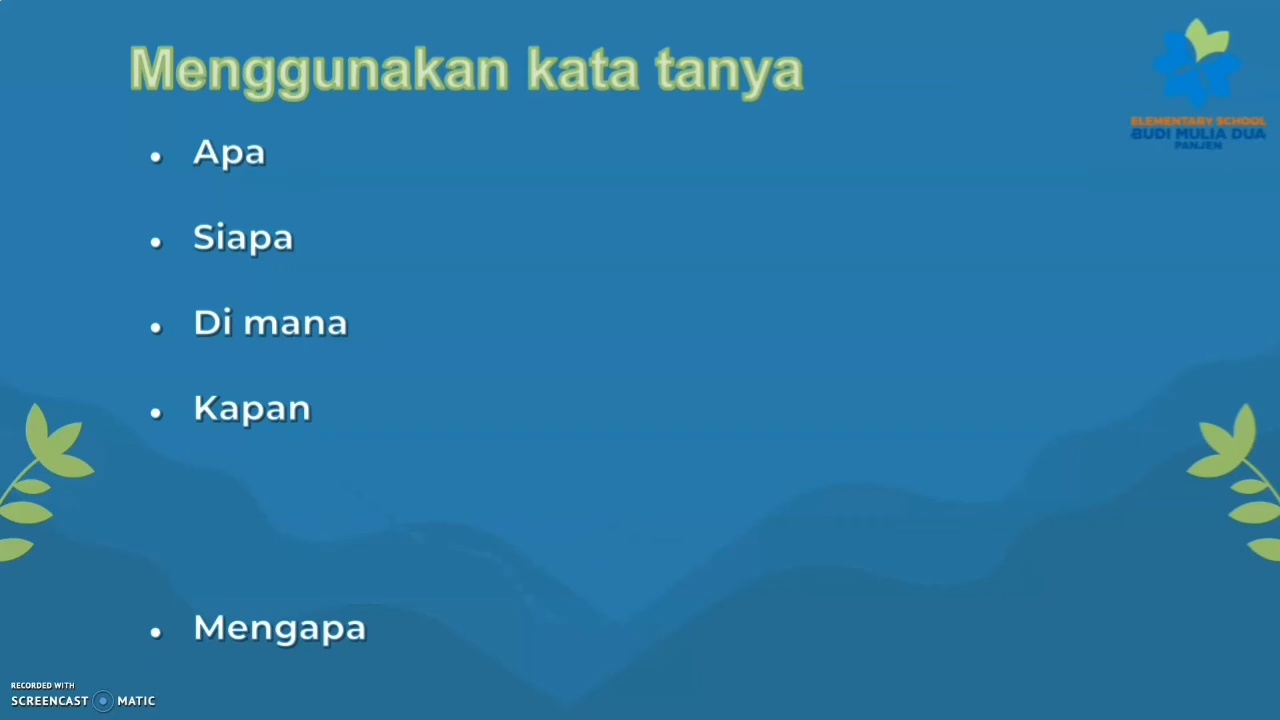 Menggunakan kata tanya
ELEMENTARY SCHOOL
BUDI MULIA DUA
PANJEN
• Apa
• Siapa
• Di mana
• Kapan
• Mengapa
RECORDED WITH
SCREENCAST MATIC